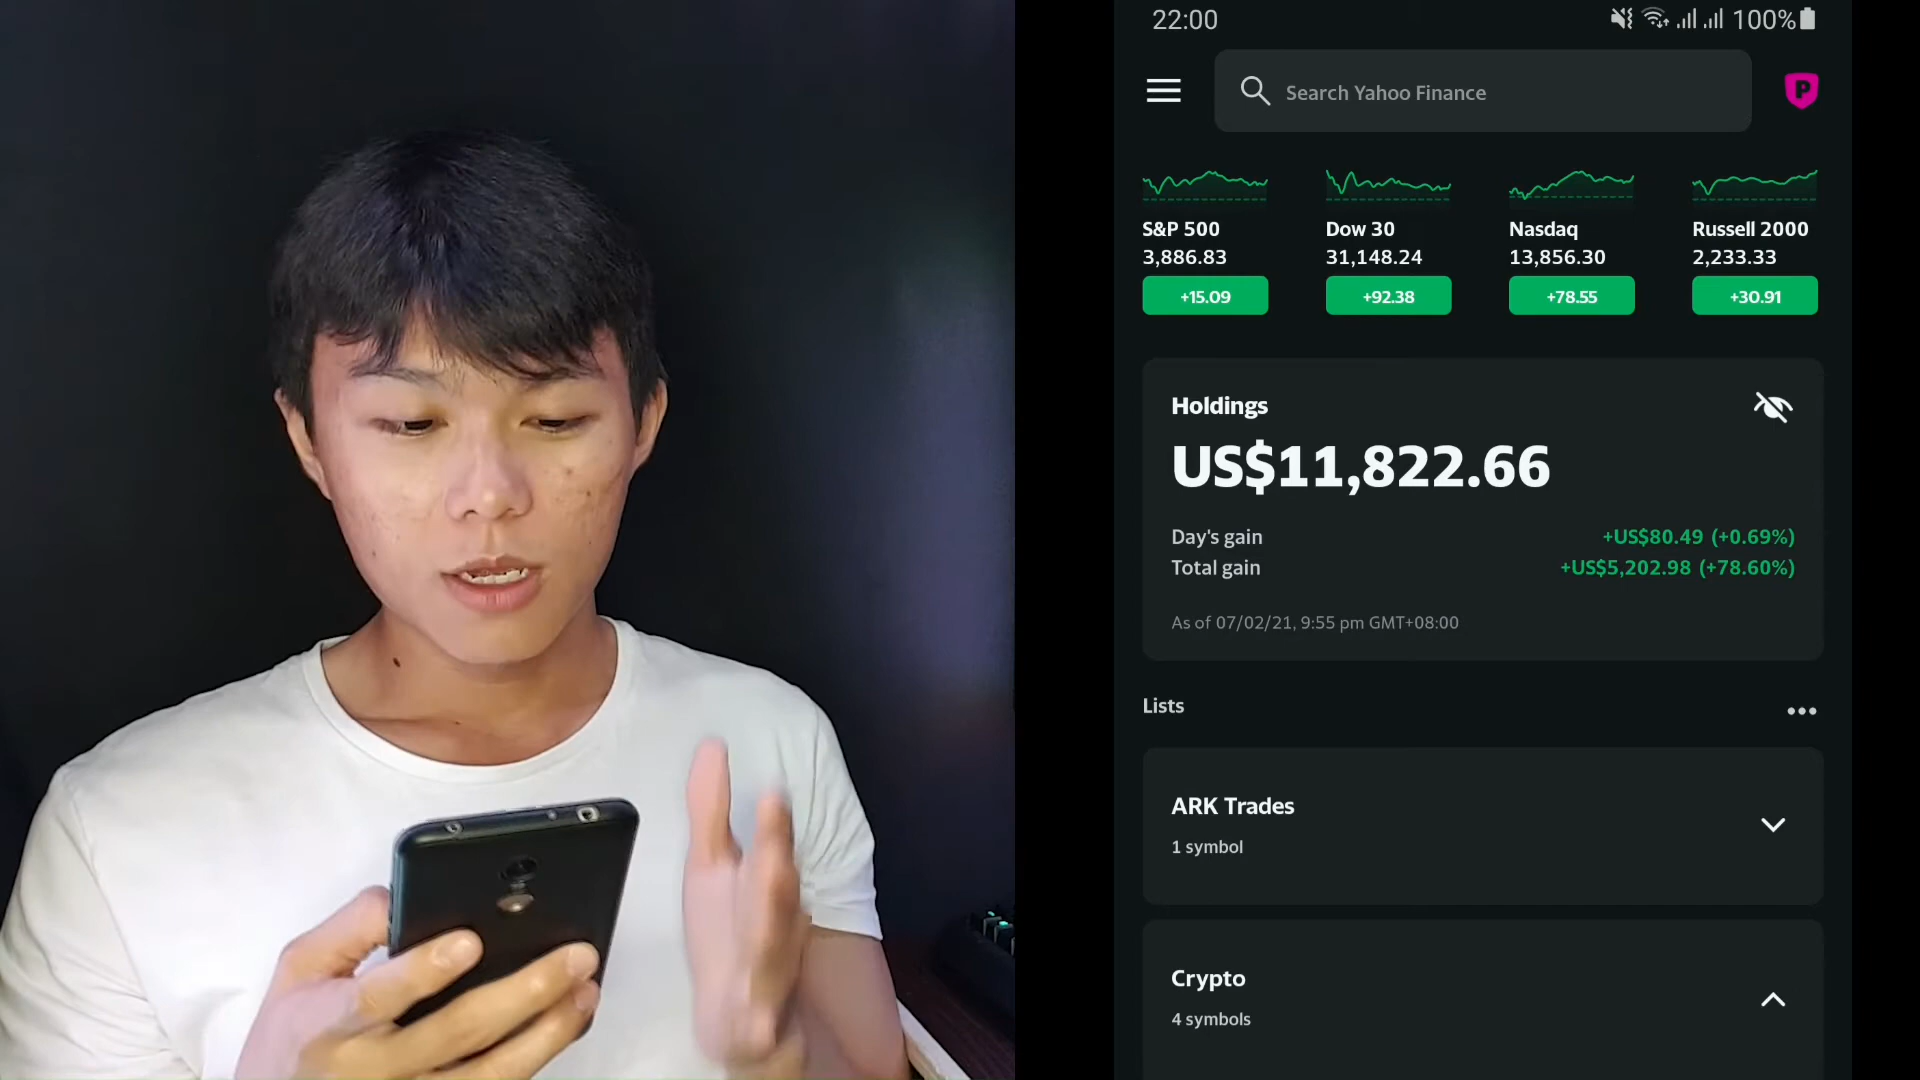 22:00
100%
Search Yahoo Finance
P
S&P 500
3,886.83
+15.09
Dow 30
31,148.24
+92.38
Nasdaq
13,856.30
+78.55
Russell 2000
2,233.33
+30.91
Holdings
US$11,822.66
Day's gain +US$80.49 (+0.69%)
Total gain +US$5,202.98 (+78.60%)
As of 07/02/21, 9:55 pm GMT+08:00
Lists
ARK Trades
1 symbol
Crypto
4 symbols